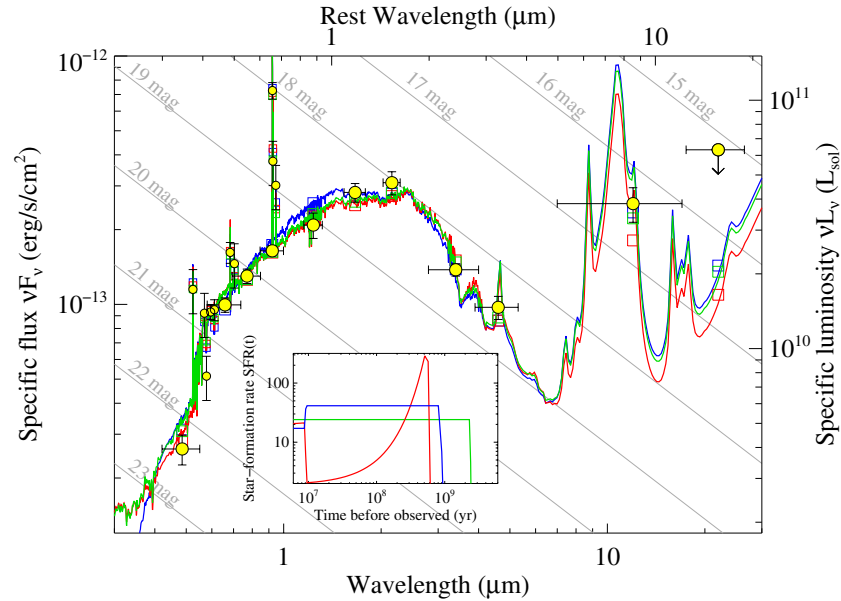 Rest Wavelength (μm)
1 10
10⁻¹²
10⁻¹³
Specific flux νFᵥ (erg/s/cm²)
19 mag
18 mag
17 mag
16 mag
15 mag
20 mag
21 mag
22 mag
23 mag
10¹¹
10¹⁰
Specific luminosity νLᵥ (Lₛₒₗ)
Star−formation rate SFR(t)
100
10
10⁷ 10⁸ 10⁹
Time before observed (yr)
1 10
Wavelength (μm)